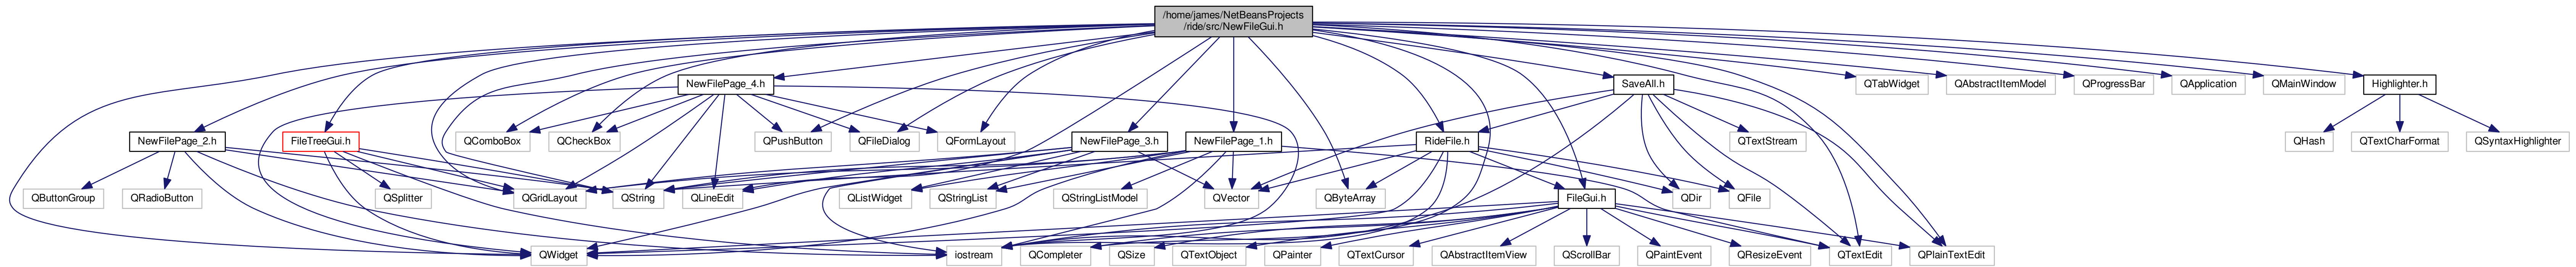 /home/james/NetBeansProjects
/ride/src/NewFileGui.h
NewFilePage_4.h
SaveAll.h
QTabWidget
QAbstractItemModel
QProgressBar
QApplication
QMainWindow
Highlighter.h
NewFilePage_2.h
FileTreeGui.h
QComboBox
QCheckBox
QPushButton
QFileDialog
QFormLayout
NewFilePage_3.h
NewFilePage_1.h
RideFile.h
QTextStream
QHash
QTextCharFormat
QSyntaxHighlighter
QButtonGroup
QRadioButton
QSplitter
QGridLayout
QString
QLineEdit
QListWidget
QStringList
QStringListModel
QVector
QByteArray
FileGui.h
QDir
QFile
QWidget
iostream
QCompleter
QSize
QTextObject
QPainter
QTextCursor
QAbstractItemView
QScrollBar
QPaintEvent
QResizeEvent
QTextEdit
QPlainTextEdit